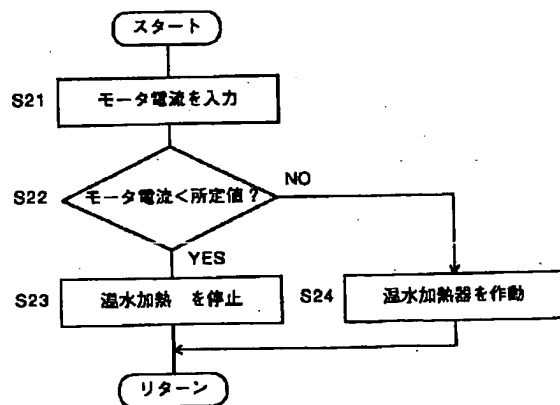 スタート
S21
モータ電流を入力
S22
モータ電流<所定値?
NO
YES
S23
温水加熱 を停止
S24
温水加熱器を作動
リターン